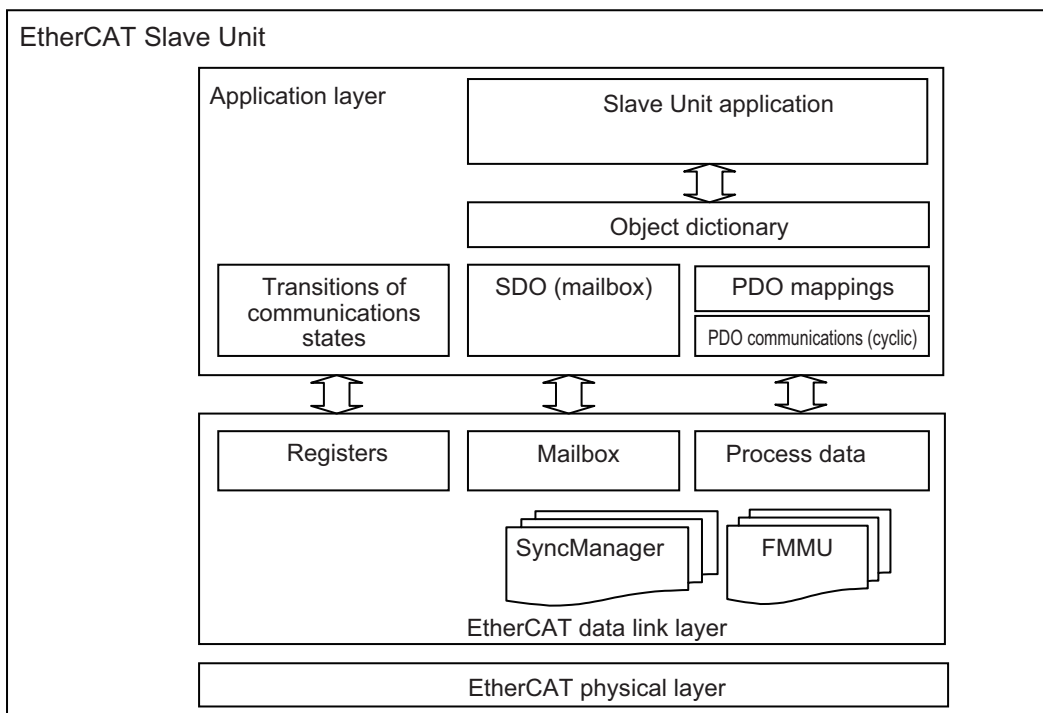 EtherCAT Slave Unit
Application layer
Slave Unit application
Object dictionary
Transitions of
communications
states
SDO (mailbox)
PDO mappings
PDO communications (cyclic)
Registers
Mailbox
Process data
SyncManager
FMMU
EtherCAT data link layer
EtherCAT physical layer